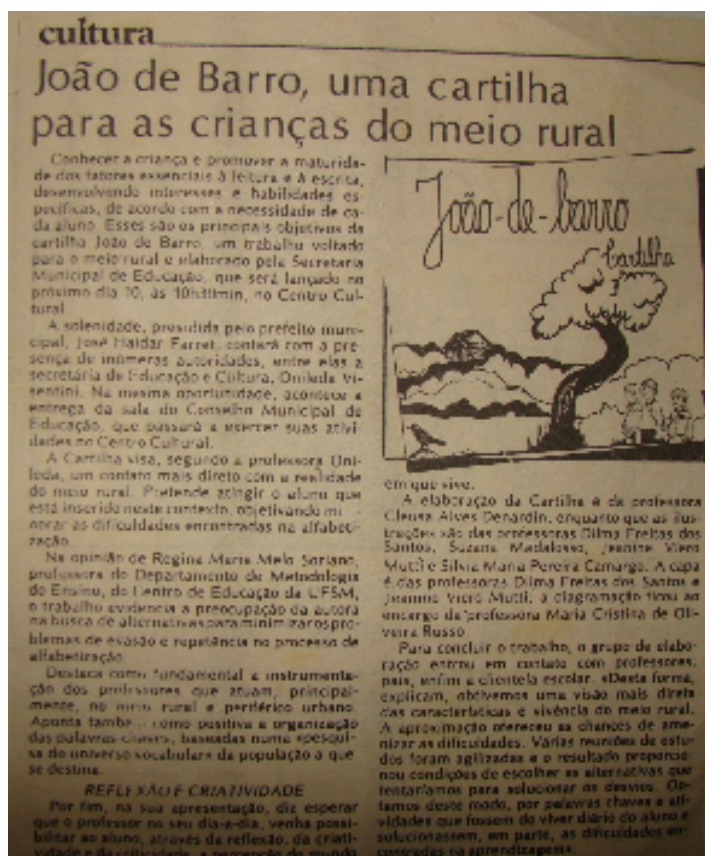 cultura
João de Barro, uma cartilha
para as crianças do meio rural
Conhecer a criança e promover a maturida-
de dos fatores essenciais à leitura e à escrita,
desenvolvendo interesses e habilidades es-
pecíficas, de acordo com a necessidade de ca-
da aluno. Esses são os principais objetivos da
cartilha João de Barro, um trabalho voltado
para o meio rural e elaborado pela Secretaria
Municipal de Educação, que será lançado no
próximo dia 10, às 10h30min, no Centro Cul-
tural.
A solenidade, presidida pelo prefeito muni-
cipal, José Haidar Farret, contará com a pre-
sença de inúmeras autoridades, entre elas a
secretária de Educação e Cultura, Onileda Vi-
sentini. Na mesma oportunidade, acontece a
entrega da sala do Conselho Municipal de
Educação, que passará a exercer suas ativi-
dades no Centro Cultural.
A Cartilha visa, segundo a professora Oni-
leda, um contato mais direto com a realidade
do meio rural. Pretende atingir o aluno que
está inserido neste contexto, objetivando mi-
norar as dificuldades encontradas na alfabeti-
zação.
Na opinião de Regina Maria Melo Soriano,
professora do Departamento de Metodologia
do Ensino, do Centro de Educação da UFSM,
o trabalho evidencia a preocupação da autora
na busca de alternativas para minimizar os pro-
blemas de evasão e repetência no processo de
alfabetização.
Destaca como fundamental a instrumenta-
ção dos professores que atuam, principal-
mente, no meio rural e periférico urbano.
Aponta também como positiva a organização
das palavras chaves, baseadas numa «pesqui-
sa do universo vocabular» da população a que
se destina.
REFLEXÃO E CRIATIVIDADE
Por fim, na sua apresentação, diz esperar
que o professor no seu dia-a-dia, venha possi-
bilitar ao aluno, através da reflexão, da criati-
vidade e da criticidade, a percepção do mundo
João-de-barro
Cartilha
em que vive.
A elaboração da Cartilha é da professora
Cleusa Alves Denardin, enquanto que as ilus-
trações são das professoras Dilma Freitas dos
Santos, Suzana Madalosso, Jeanine Viero
Mutti e Silvia Maria Pereira Camargo. A capa
é das professoras Dilma Freitas dos Santos e
Jeannne Viero Mutti, a diagramação ficou ao
encargo da professora Maria Cristina de Oli-
veira Russo.
Para concluir o trabalho, o grupo de elabo-
ração entrou em contato com professores,
pais, enfim a clientela escolar. «Desta forma,
explicam, obtivemos uma visão mais direta
das características e vivência do meio rural.
A aproximação ofereceu as chances de ame-
nizar as dificuldades. Várias reuniões de estu-
dos foram agilizadas e o resultado proporcio-
nou condições de escolher as alternativas que
tentaríamos para solucionar os desvios. Op-
tamos deste modo, por palavras chaves e ati-
vidades que fossem do viver diário do aluno e
solucionassem, em parte, as dificuldades en-
contradas na aprendizagem».